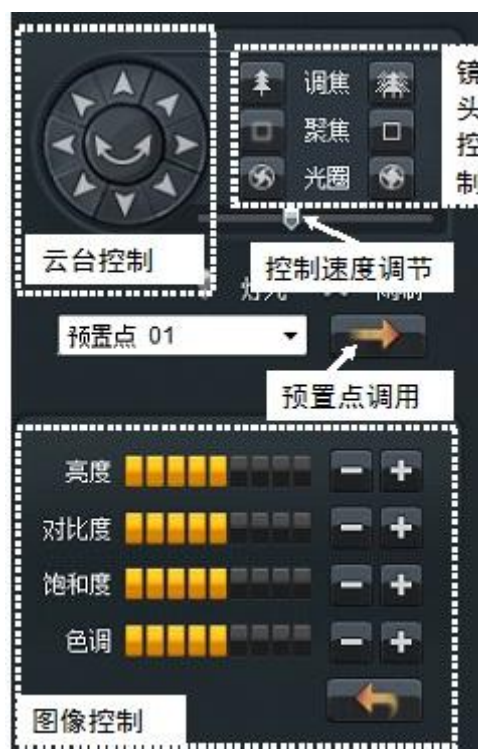 调焦
聚焦
光圈
镜
头
控
制
云台控制
控制速度调节
预置点 01
预置点调用
亮度
对比度
饱和度
色调
图像控制